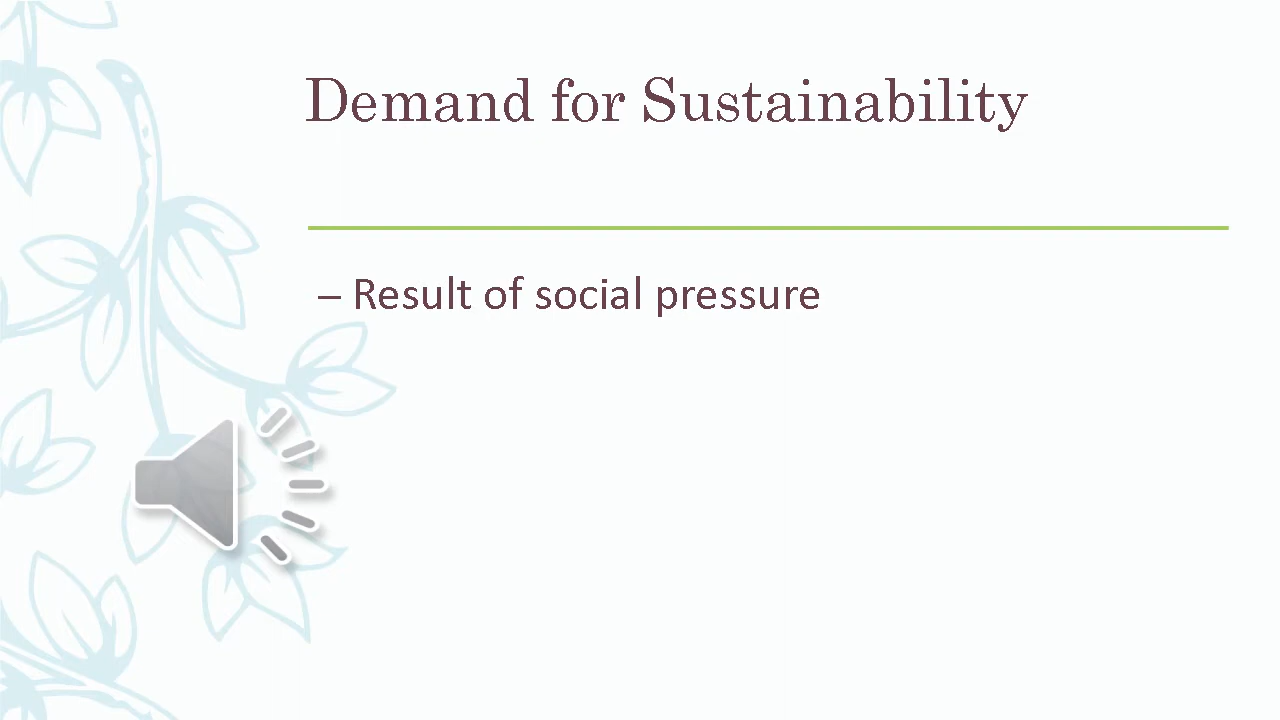 Demand for Sustainability
– Result of social pressure